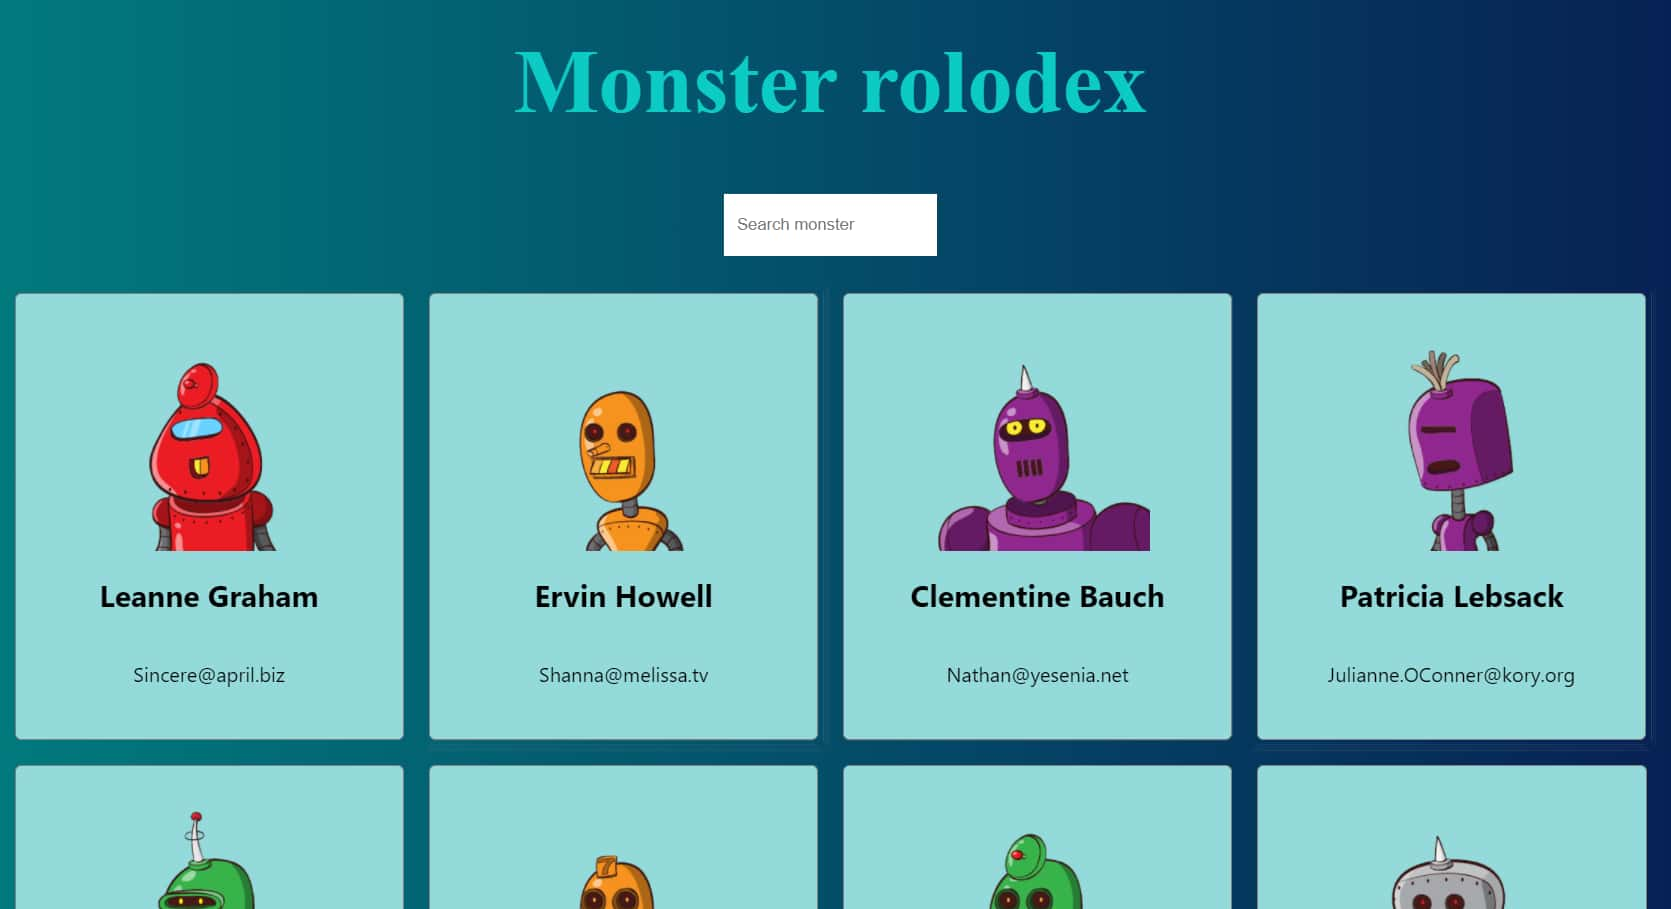 Monster rolodex
Search monster
Leanne Graham
Sincere@april.biz
Ervin Howell
Shanna@melissa.tv
Clementine Bauch
Nathan@yesenia.net
Patricia Lebsack
Julianne.OConner@kory.org